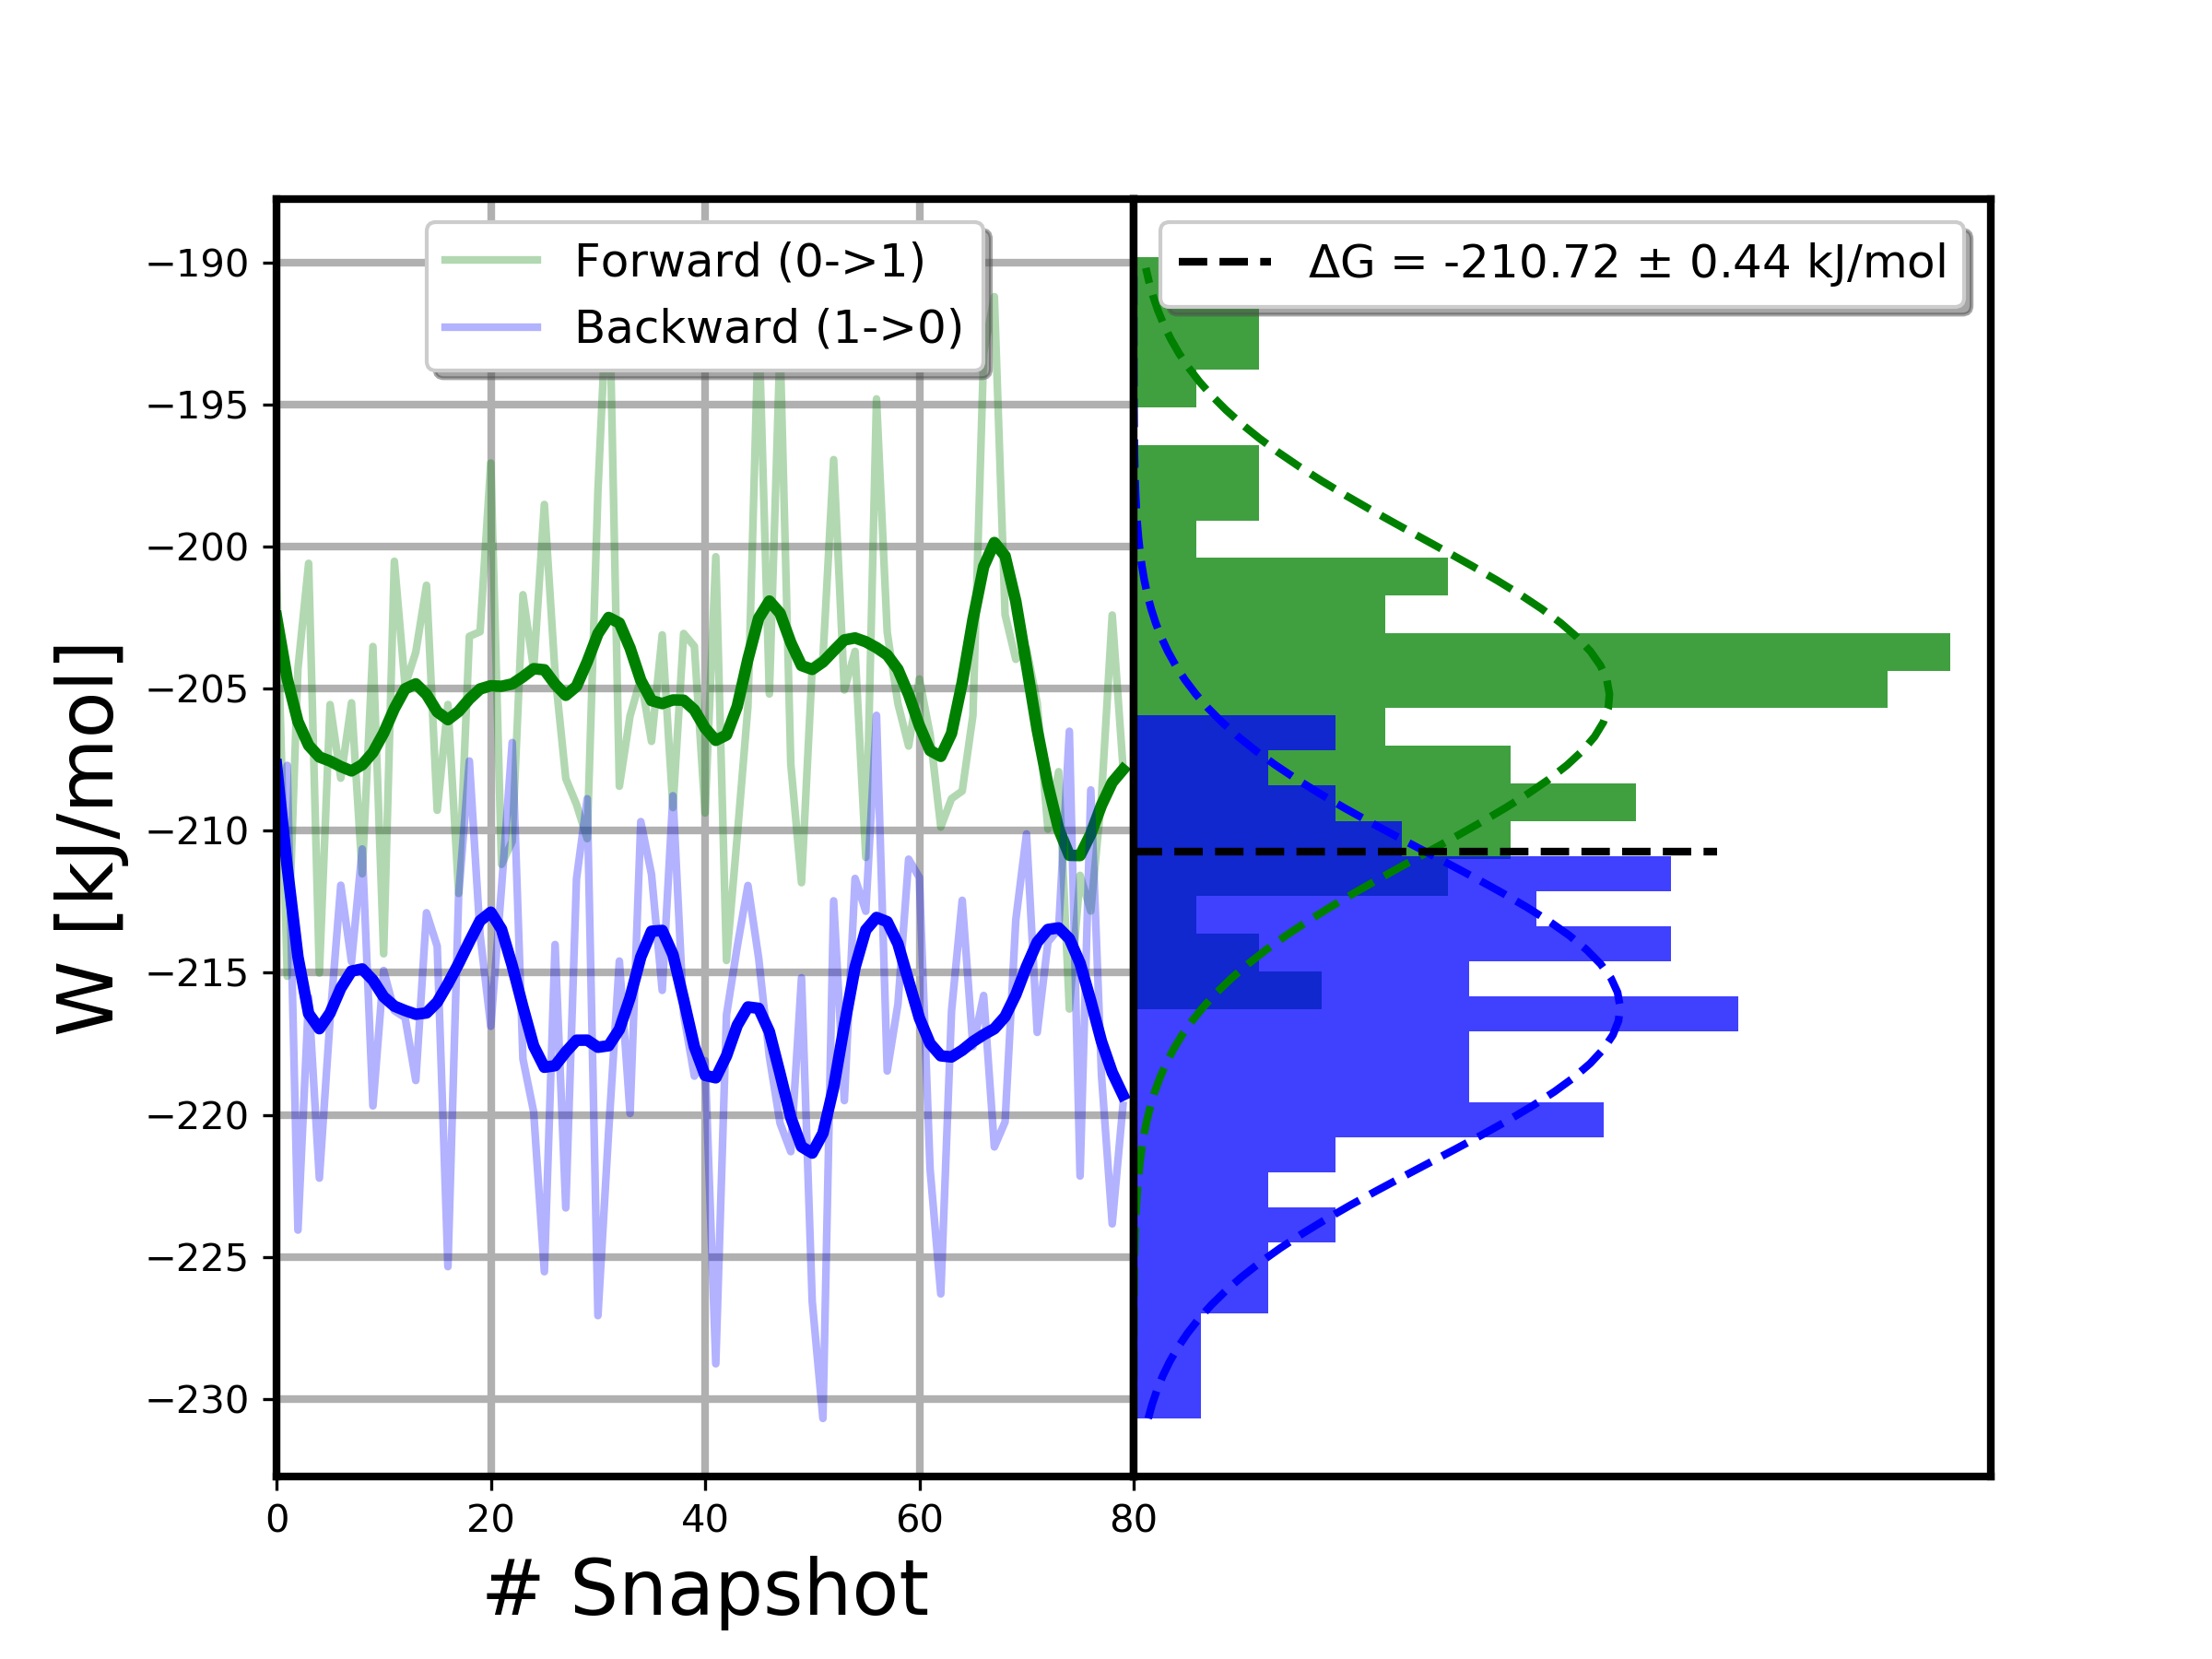 Forward (0->1)
Backward (1->0)
ΔG = -210.72 ± 0.44 kJ/mol
W [kJ/mol]
−190
−195
−200
−205
−210
−215
−220
−225
−230
0 20 40 60 80
# Snapshot